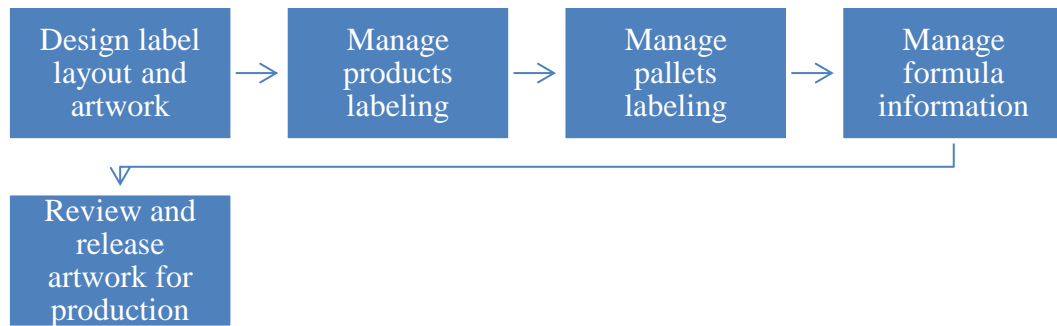 Design label
layout and
artwork
Manage
products
labeling
Manage
pallets
labeling
Manage
formula
information
Review and
release
artwork for
production